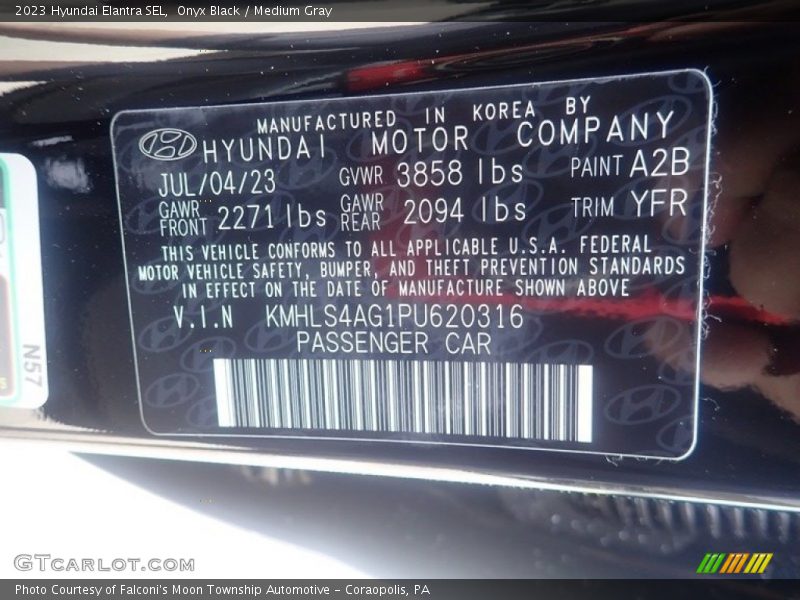 2023 Hyundai Elantra SEL,  Onyx Black / Medium Gray
MANUFACTURED IN KOREA BY
HYUNDAI MOTOR COMPANY
JUL/04/23 GVWR 3858 lbs PAINT A2B
GAWR FRONT 2271 lbs GAWR REAR 2094 lbs TRIM YFR
THIS VEHICLE CONFORMS TO ALL APPLICABLE U.S.A. FEDERAL
MOTOR VEHICLE SAFETY, BUMPER, AND THEFT PREVENTION STANDARDS
IN EFFECT ON THE DATE OF MANUFACTURE SHOWN ABOVE
V.I.N KMHLS4AG1PU620316
PASSENGER CAR
N57
GTCARLOT.COM
Photo Courtesy of Falconi's Moon Township Automotive - Coraopolis, PA